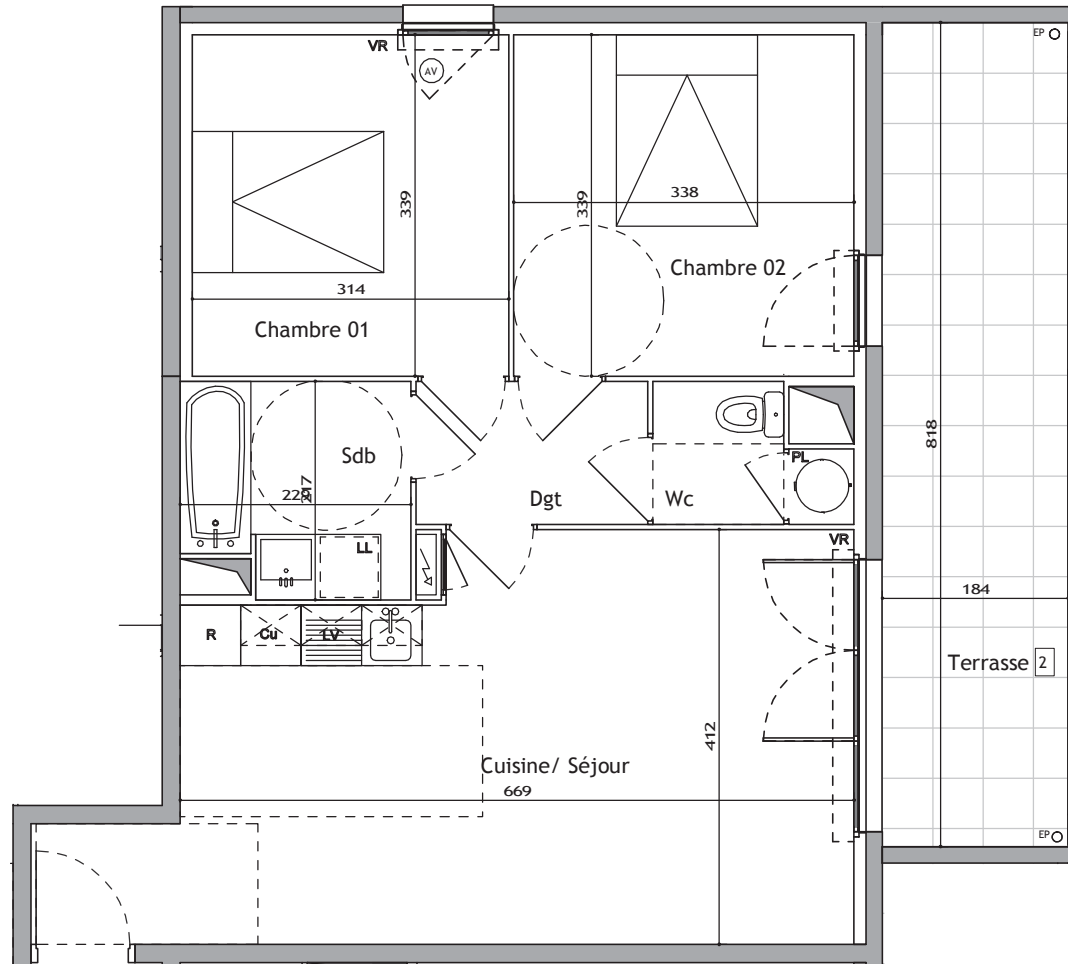 EP
VR
AV
339
339
338
Chambre 02
314
Chambre 01
818
Sdb
PL
229
217
Dgt
Wc
LL
VR
184
R
Cu
LV
Terrasse 2
412
Cuisine/ Séjour
669
EP